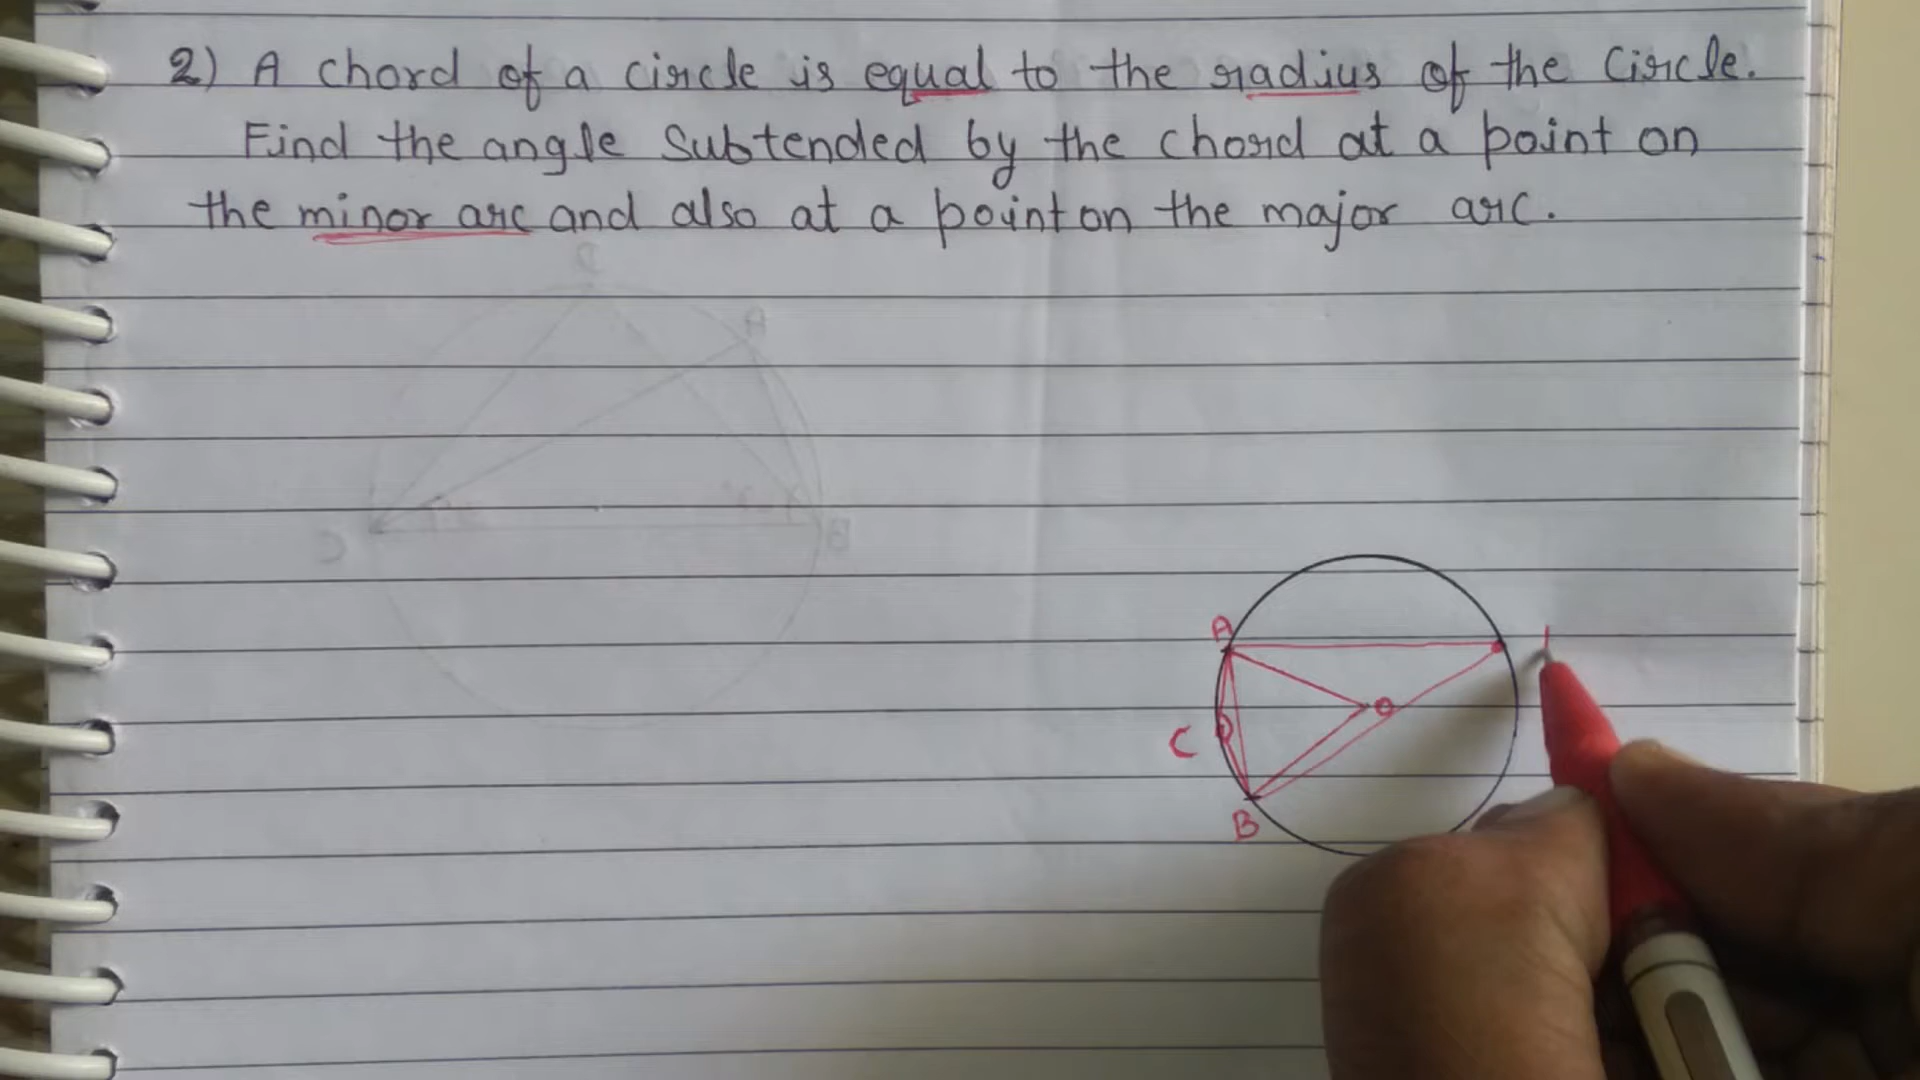 2) A chord of a circle is equal to the radius of the circle.
Find the angle subtended by the chord at a point on
the minor arc and also at a point on the major arc.
A
O
C
B